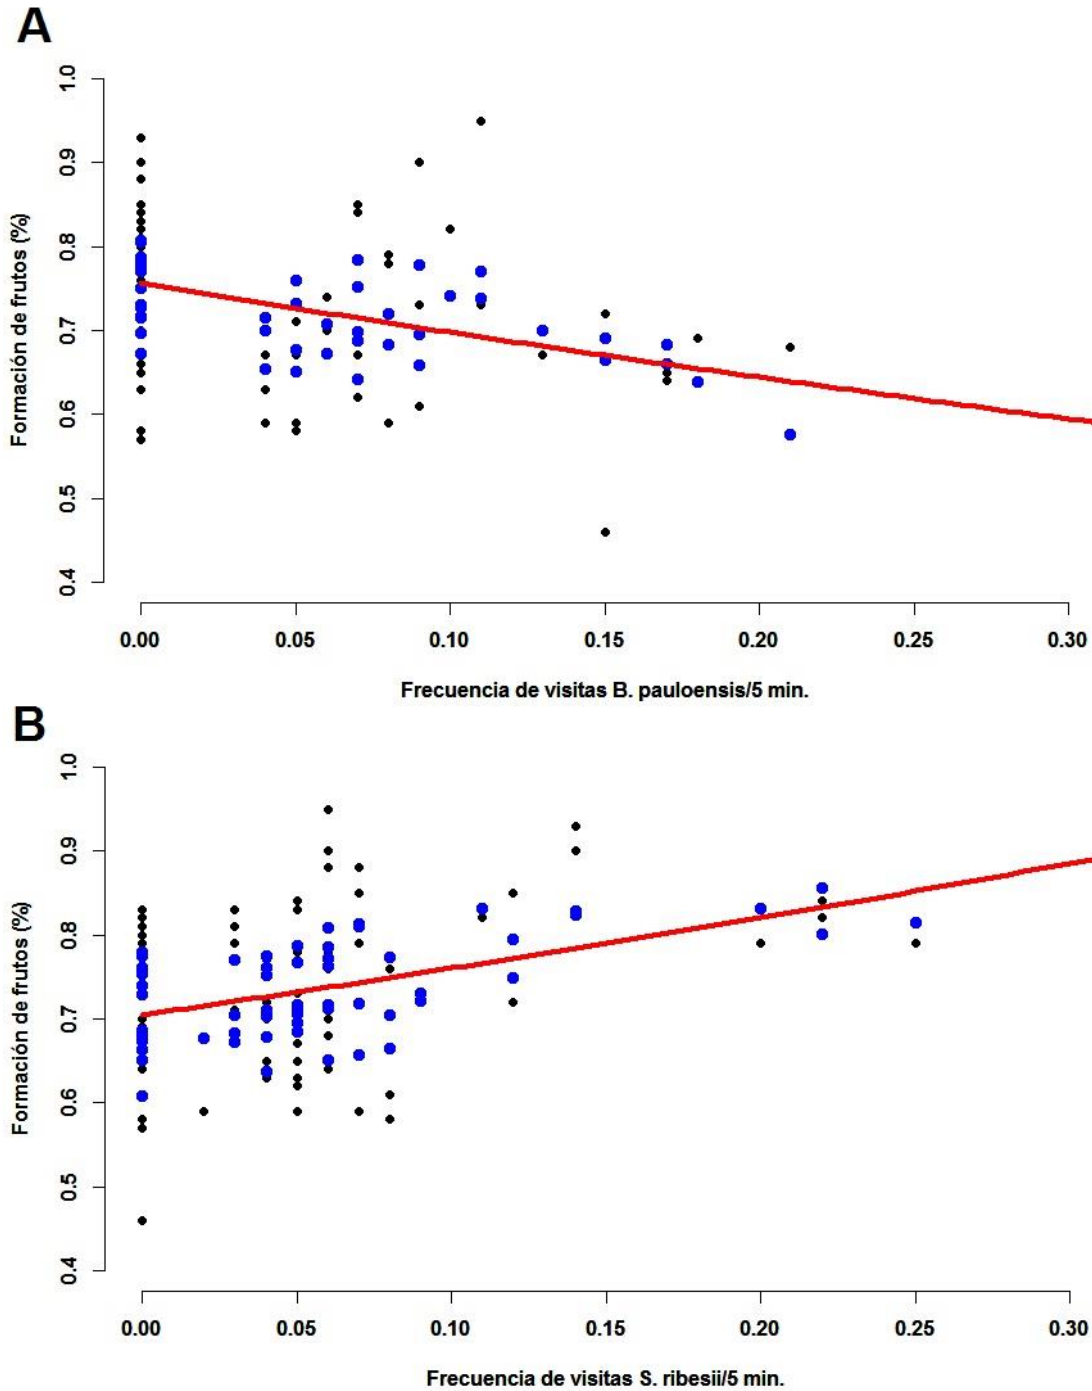 A
Formación de frutos (%)
1.0
0.9
0.8
0.7
0.6
0.5
0.4
0.00 0.05 0.10 0.15 0.20 0.25 0.30
Frecuencia de visitas B. pauloensis/5 min.
B
Formación de frutos (%)
1.0
0.9
0.8
0.7
0.6
0.5
0.4
0.00 0.05 0.10 0.15 0.20 0.25 0.30
Frecuencia de visitas S. ribesii/5 min.